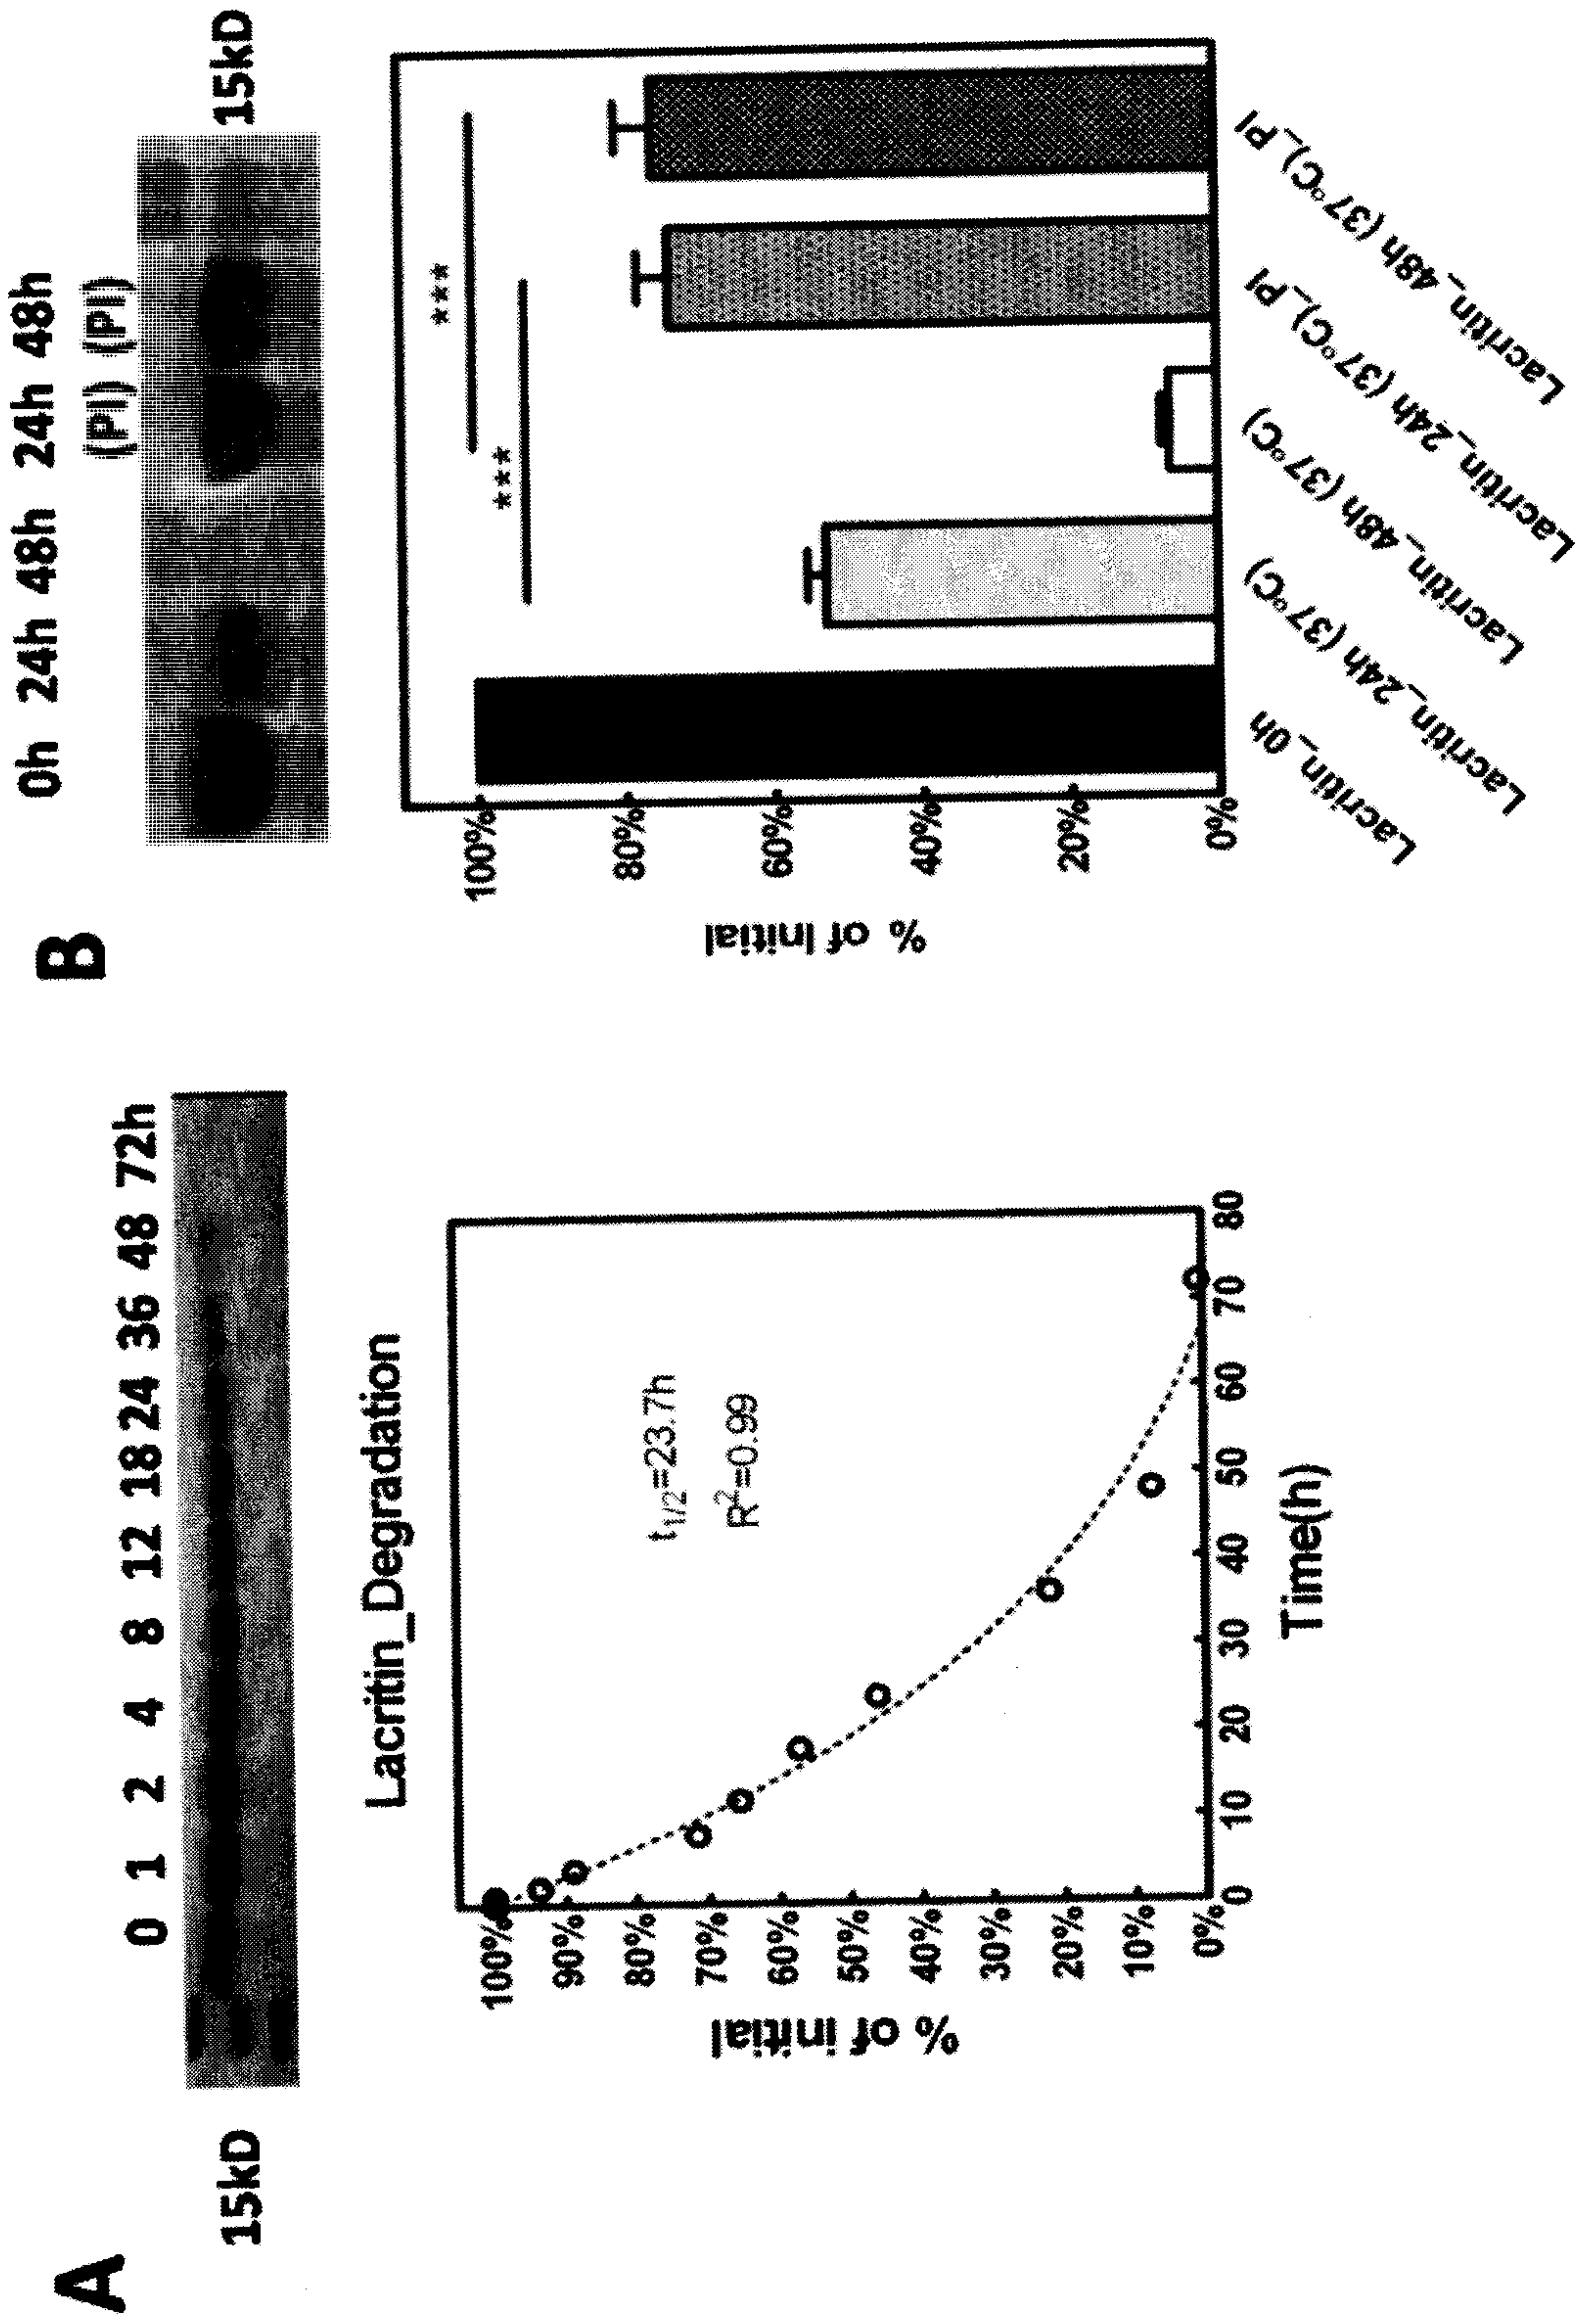 A
0 1 2 4 8 12 18 24 36 48 72h
15kD
Lacritin_Degradation
t1/2=23.7h
R2=0.99
% of initial
100%
90%
80%
70%
60%
50%
40%
30%
20%
10%
0%
0 10 20 30 40 50 60 70 80
Time(h)
B
0h 24h 48h 24h 48h
(PI) (PI)
15kD
***
***
% of Initial
100%
80%
60%
40%
20%
0%
Lacritin_0h
Lacritin_24h (37°C)
Lacritin_48h (37°C)
Lacritin_24h (37°C)_PI
Lacritin_48h (37°C)_PI